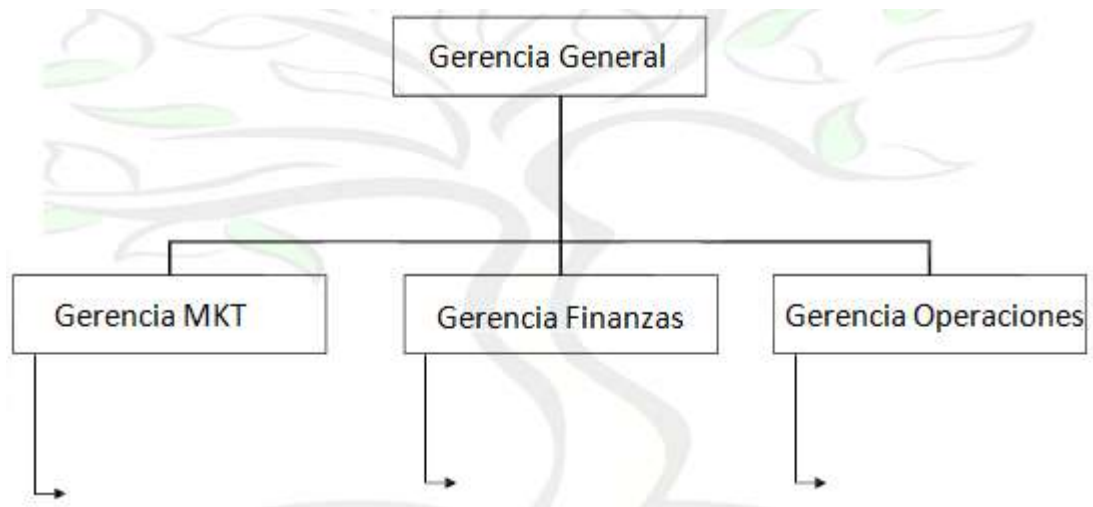 Gerencia General
Gerencia MKT
Gerencia Finanzas
Gerencia Operaciones